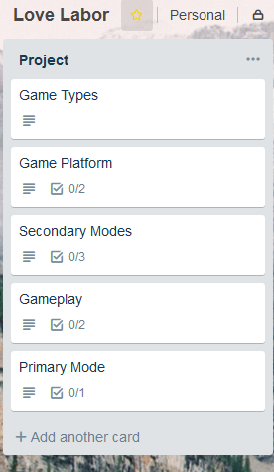 Love Labor Personal
Project
Game Types
Game Platform
0/2
Secondary Modes
0/3
Gameplay
0/2
Primary Mode
0/1
+ Add another card